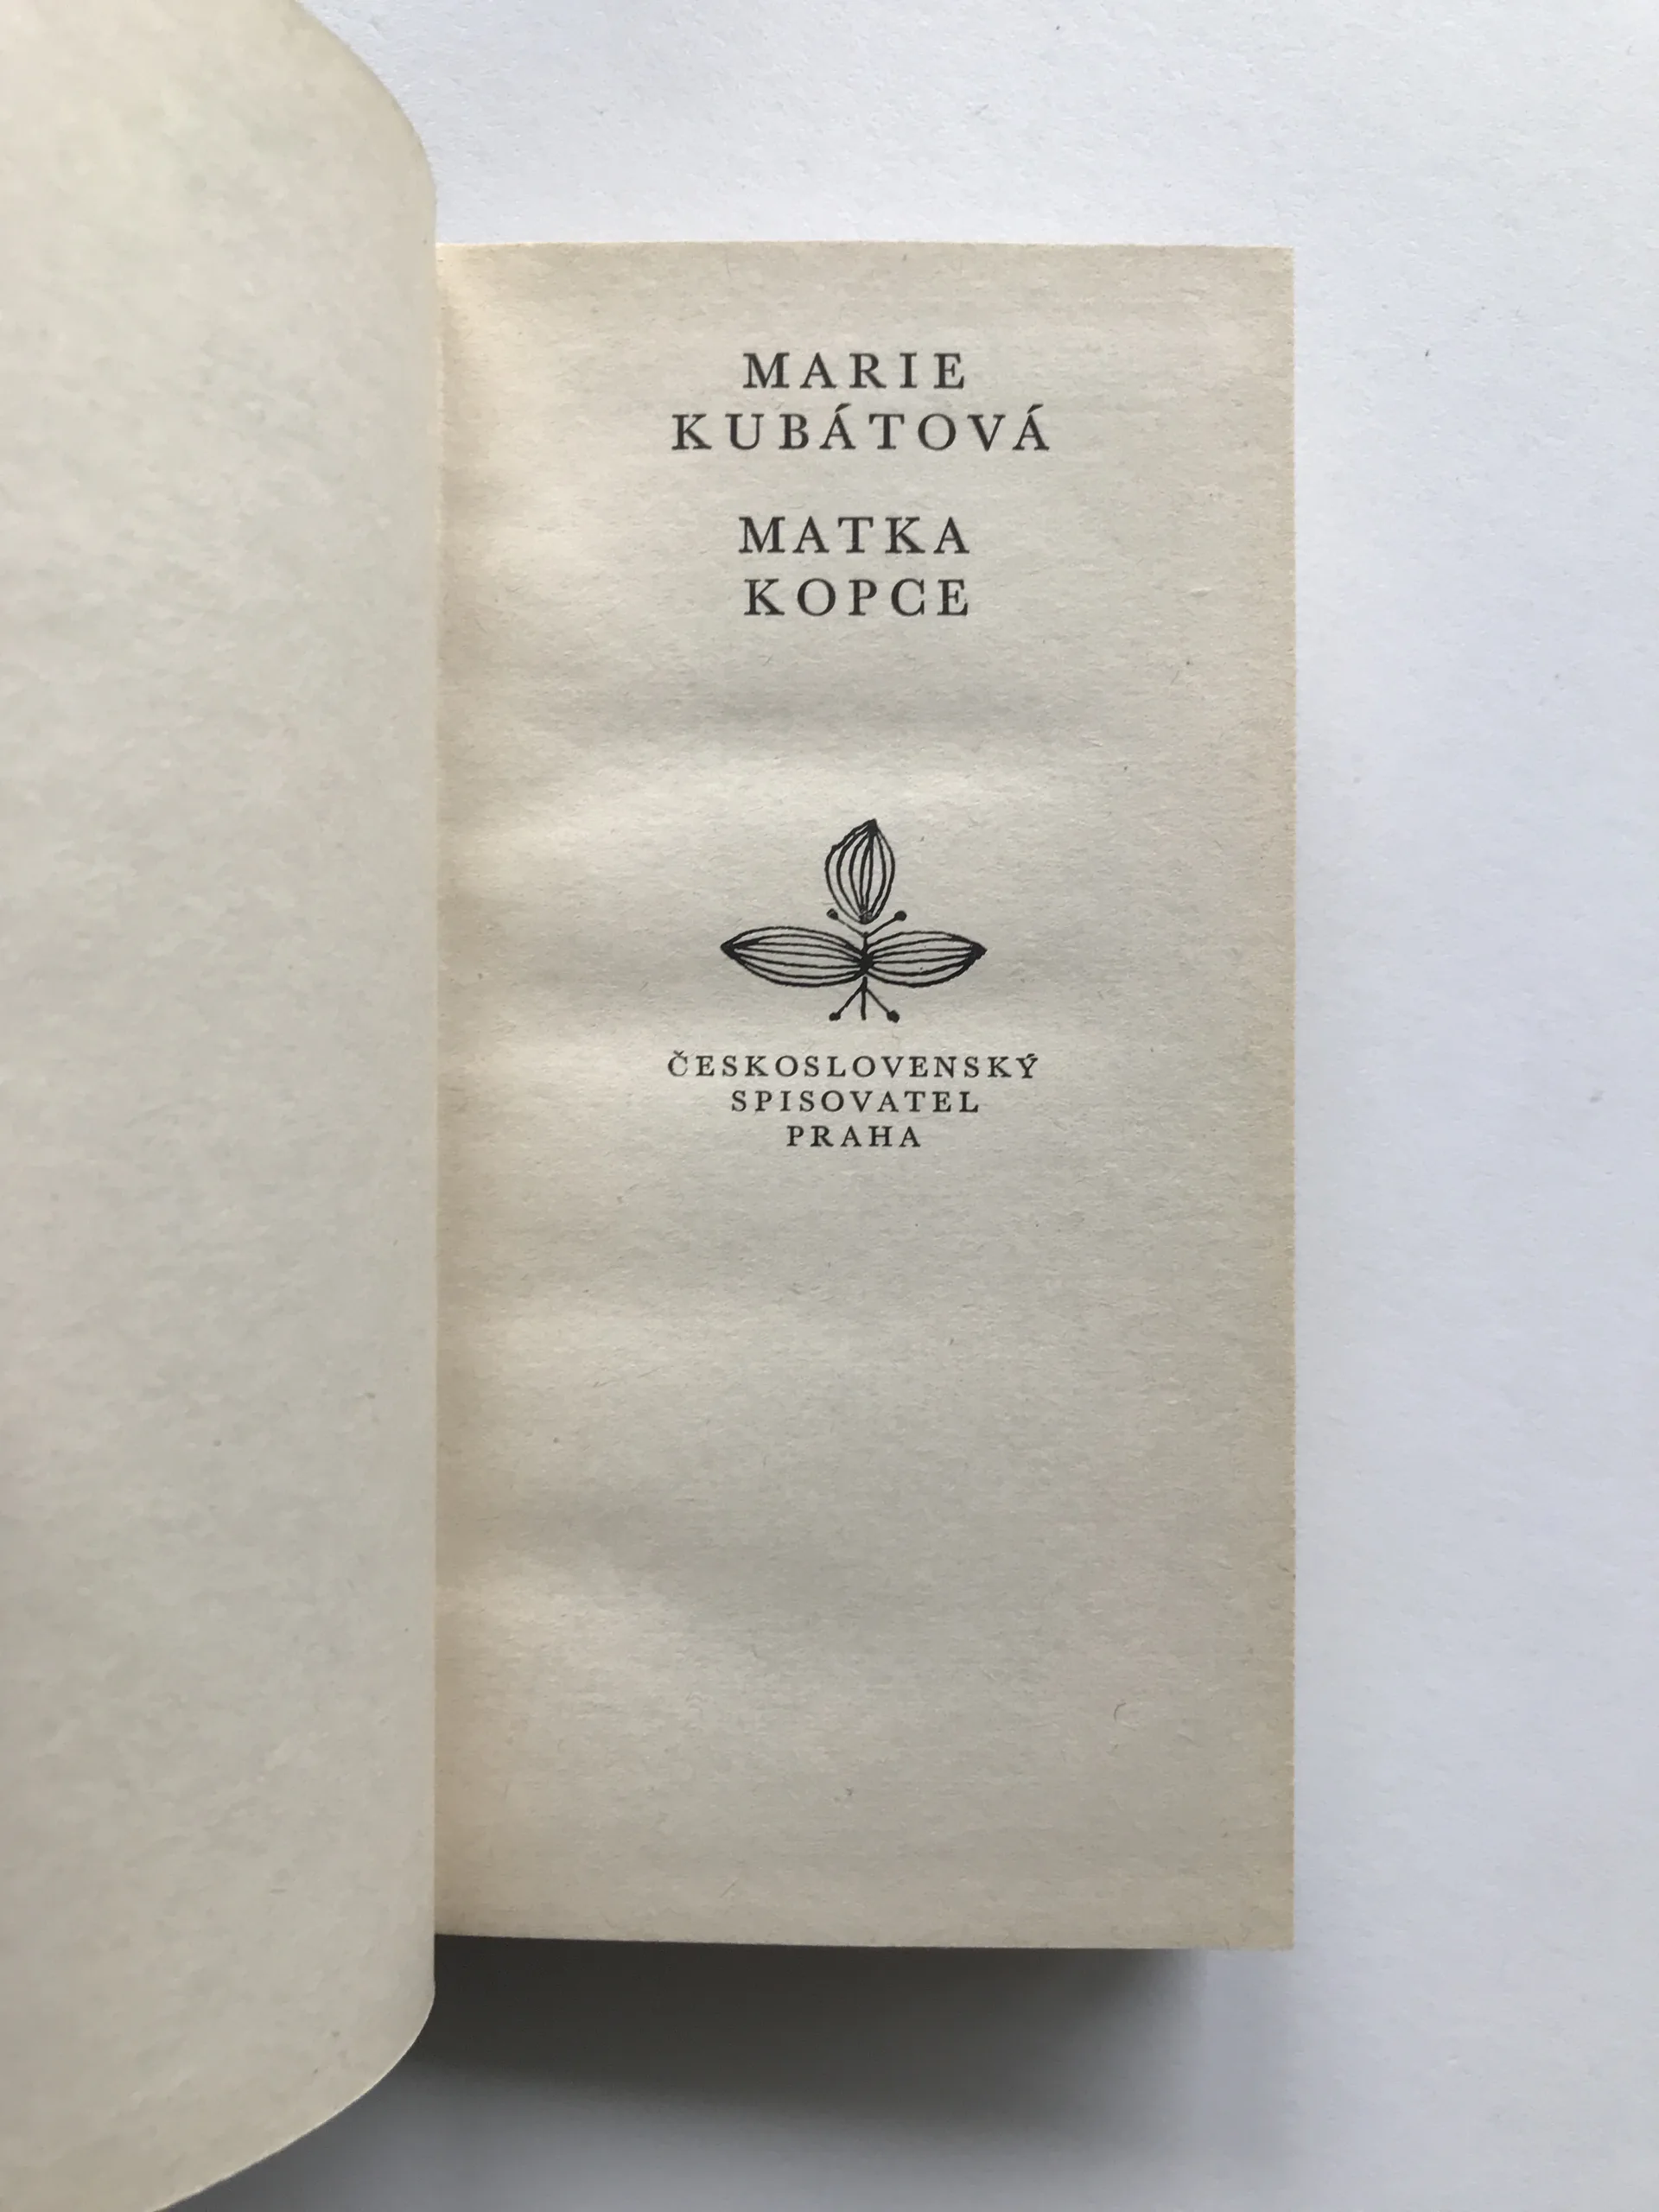 MARIE
KUBÁTOVÁ
MATKA
KOPCE
ČESKOSLOVENSKÝ
SPISOVATEL
PRAHA